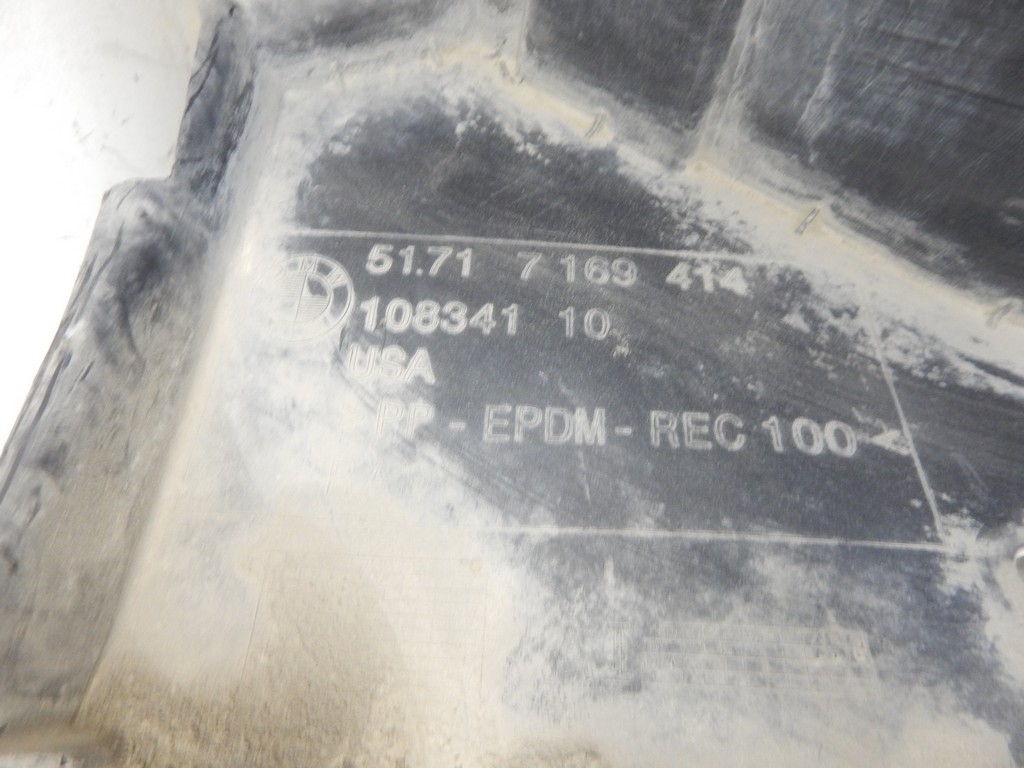 51.71 7 169 414
108341 10
USA
>PP - EPDM - REC 100<